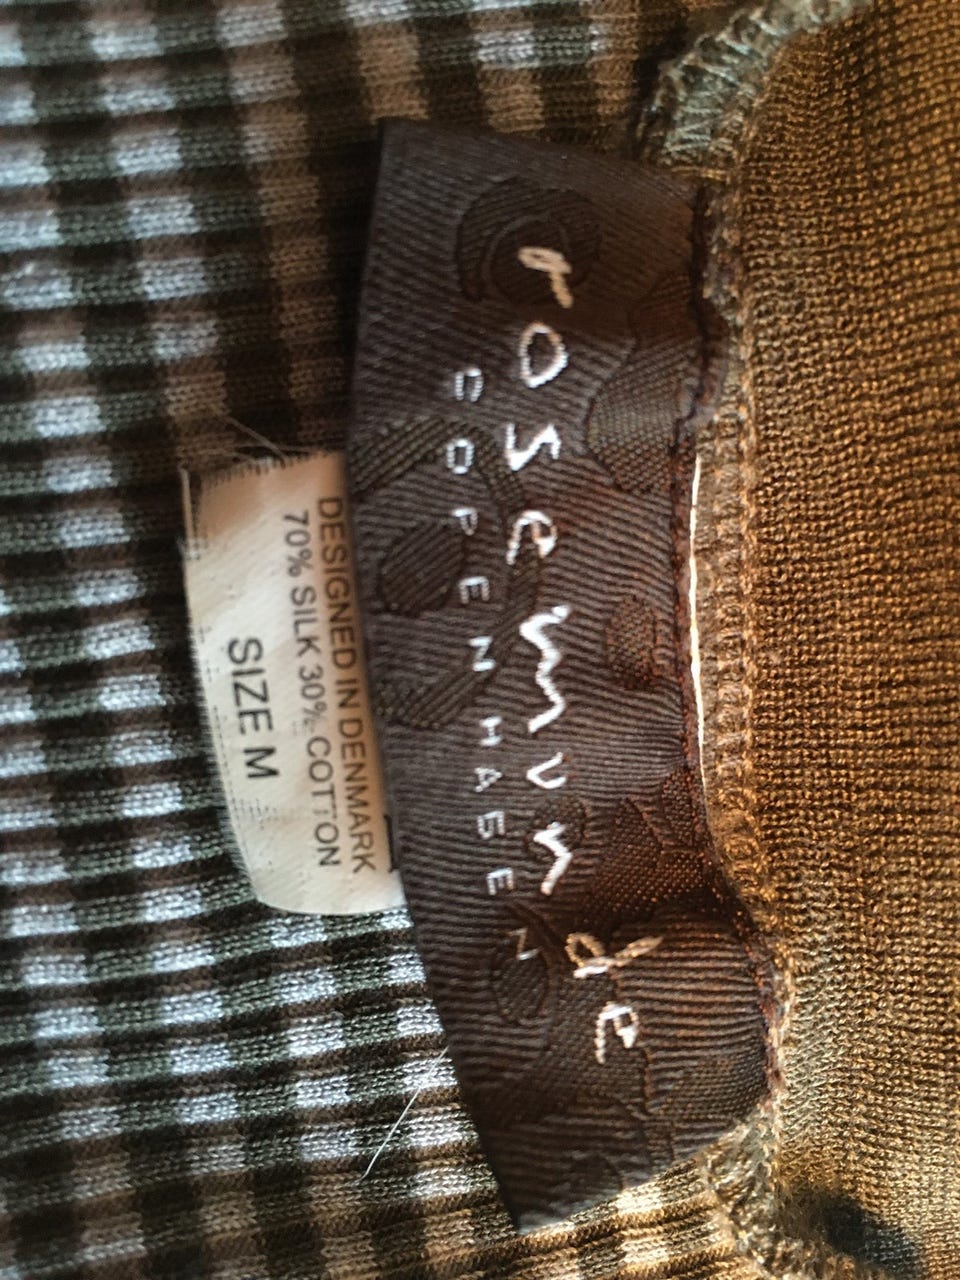 rosemunde
COPENHAGEN
DESIGNED IN DENMARK
70% SILK 30% COTTON
SIZE M